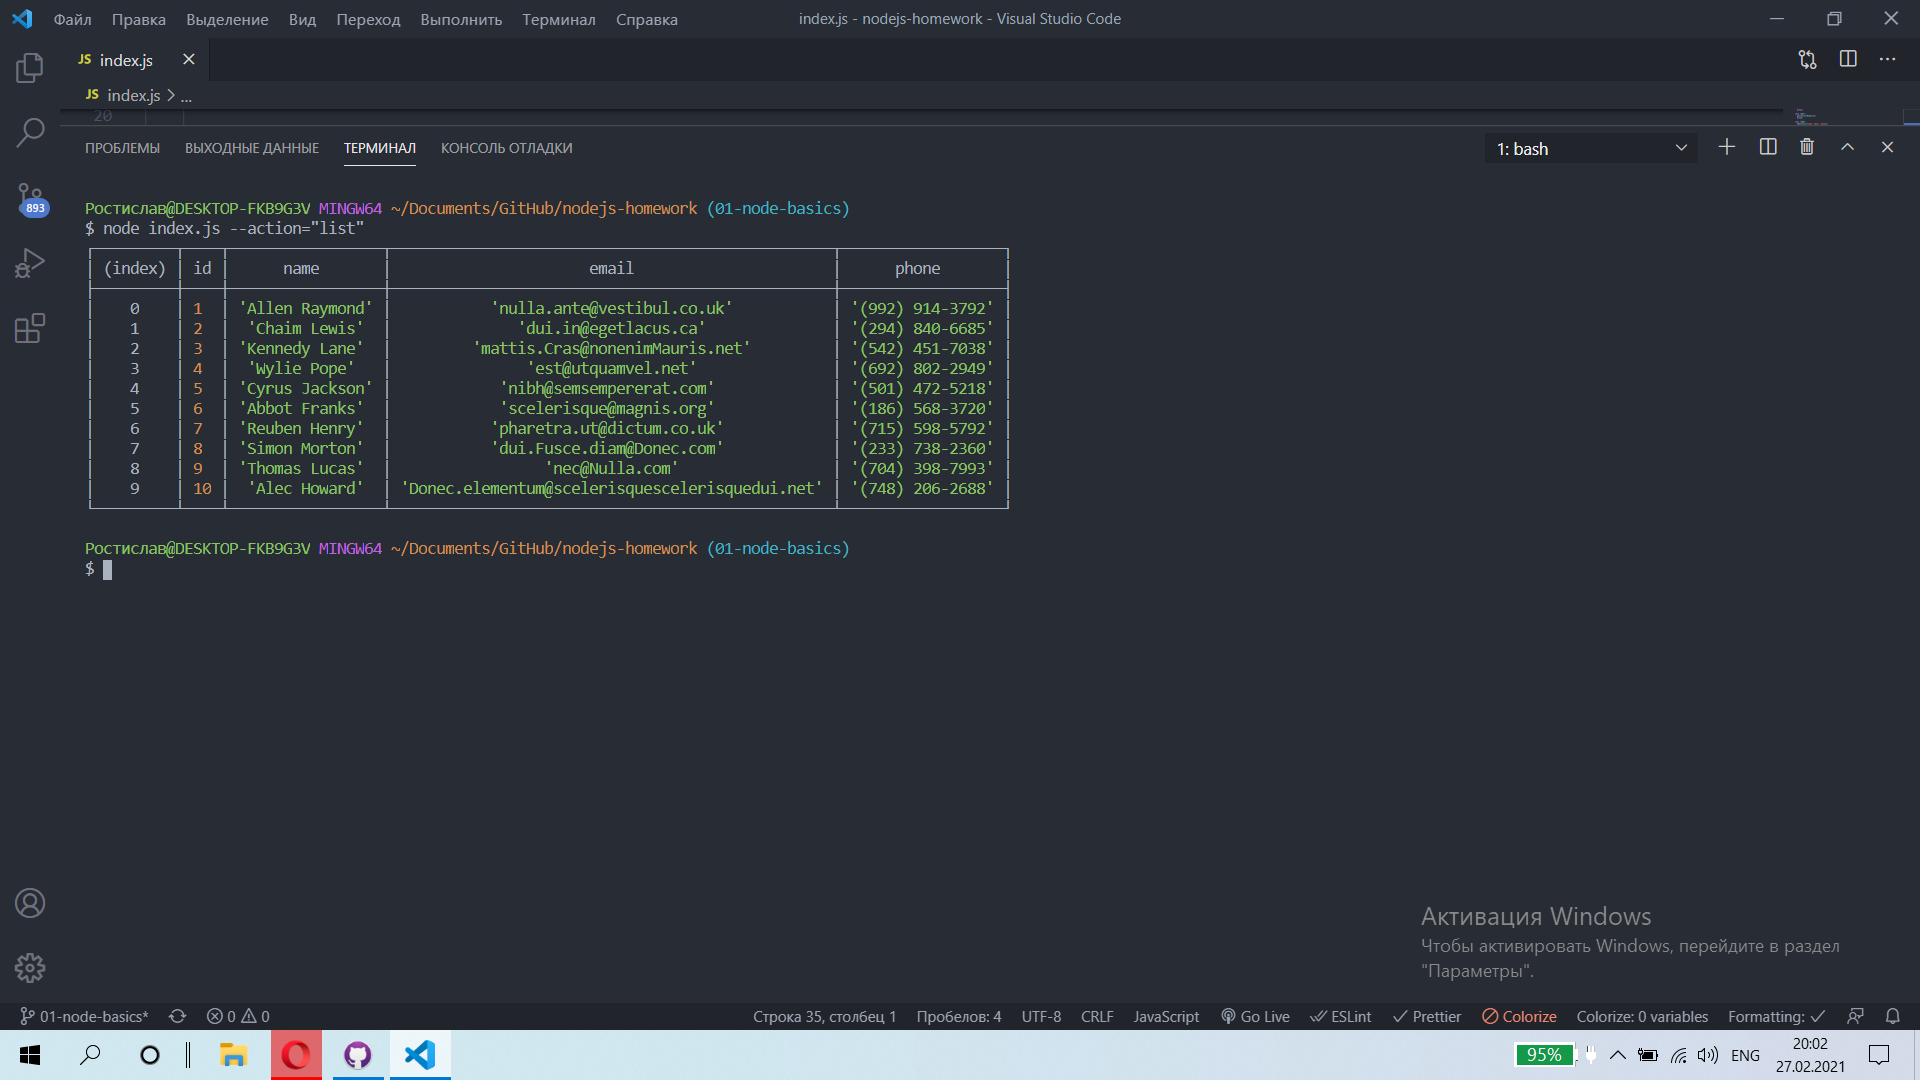 Файл Правка Выделение Вид Переход Выполнить Терминал Справка index.js - nodejs-homework - Visual Studio Code
JS index.js
JS index.js > ...
20
ПРОБЛЕМЫ ВЫХОДНЫЕ ДАННЫЕ ТЕРМИНАЛ КОНСОЛЬ ОТЛАДКИ 1: bash
893
Ростислав@DESKTOP-FKB9G3V MINGW64 ~/Documents/GitHub/nodejs-homework (01-node-basics)
$ node index.js --action="list"
(index) id name email phone
0 1 'Allen Raymond' 'nulla.ante@vestibul.co.uk' '(992) 914-3792'
1 2 'Chaim Lewis' 'dui.in@egetlacus.ca' '(294) 840-6685'
2 3 'Kennedy Lane' 'mattis.Cras@nonenimMauris.net' '(542) 451-7038'
3 4 'Wylie Pope' 'est@utquamvel.net' '(692) 802-2949'
4 5 'Cyrus Jackson' 'nibh@semsempererat.com' '(501) 472-5218'
5 6 'Abbot Franks' 'scelerisque@magnis.org' '(186) 568-3720'
6 7 'Reuben Henry' 'pharetra.ut@dictum.co.uk' '(715) 598-5792'
7 8 'Simon Morton' 'dui.Fusce.diam@Donec.com' '(233) 738-2360'
8 9 'Thomas Lucas' 'nec@Nulla.com' '(704) 398-7993'
9 10 'Alec Howard' 'Donec.elementum@scelerisquescelerisquedui.net' '(748) 206-2688'
Ростислав@DESKTOP-FKB9G3V MINGW64 ~/Documents/GitHub/nodejs-homework (01-node-basics)
$
Активация Windows
Чтобы активировать Windows, перейдите в раздел
"Параметры".
01-node-basics* 0 0 Строка 35, столбец 1 Пробелов: 4 UTF-8 CRLF JavaScript Go Live ESLint Prettier Colorize Colorize: 0 variables Formatting:
95% ENG 20:02
27.02.2021